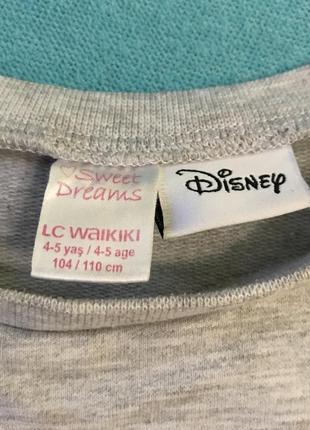 ♡Sweet
Dreams
LC WAIKIKI
4-5 yaş / 4-5 age
104 / 110 cm
Disney